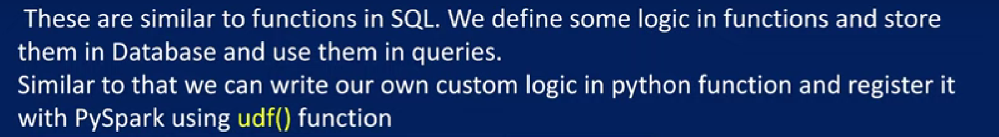 These are similar to functions in SQL. We define some logic in functions and store
them in Database and use them in queries.
Similar to that we can write our own custom logic in python function and register it
with PySpark using udf() function